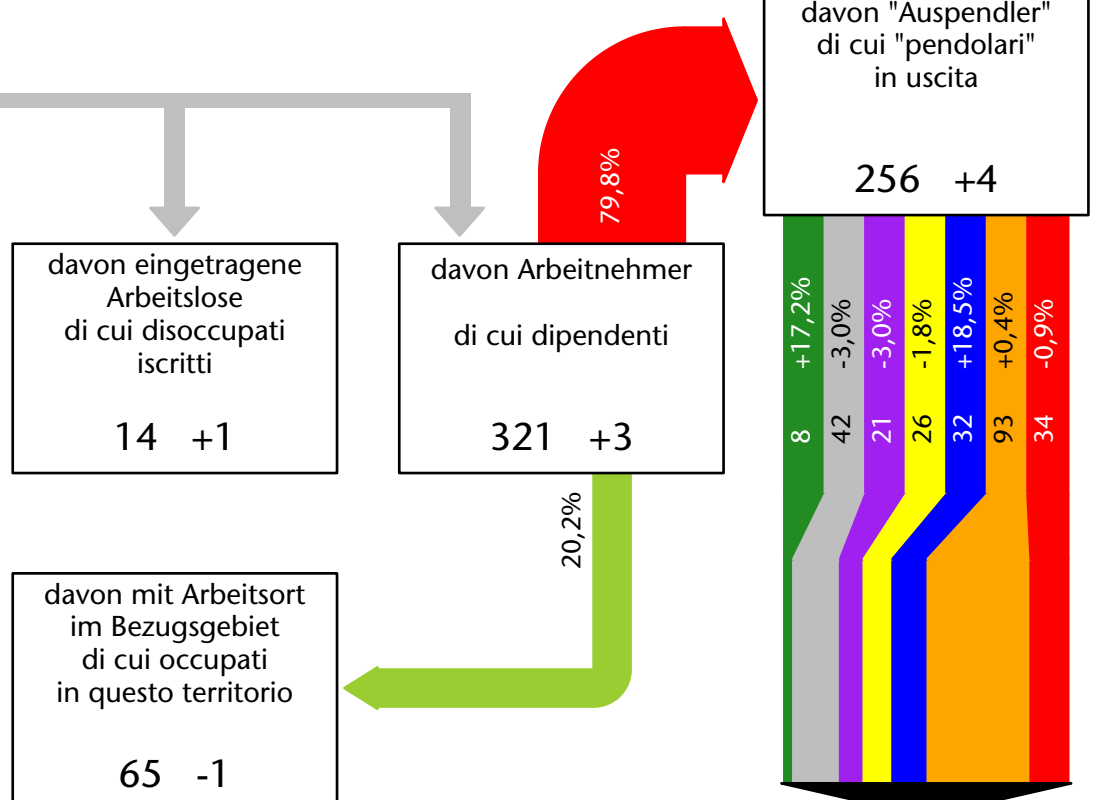 davon "Auspendler"
di cui "pendolari"
in uscita
256 +4
79,8%
davon eingetragene
Arbeitslose
di cui disoccupati
iscritti
14 +1
davon Arbeitnehmer
di cui dipendenti
321 +3
8 +17,2%
42 -3,0%
21 -3,0%
26 -1,8%
32 +18,5%
93 +0,4%
34 -0,9%
20,2%
davon mit Arbeitsort
im Bezugsgebiet
di cui occupati
in questo territorio
65 -1